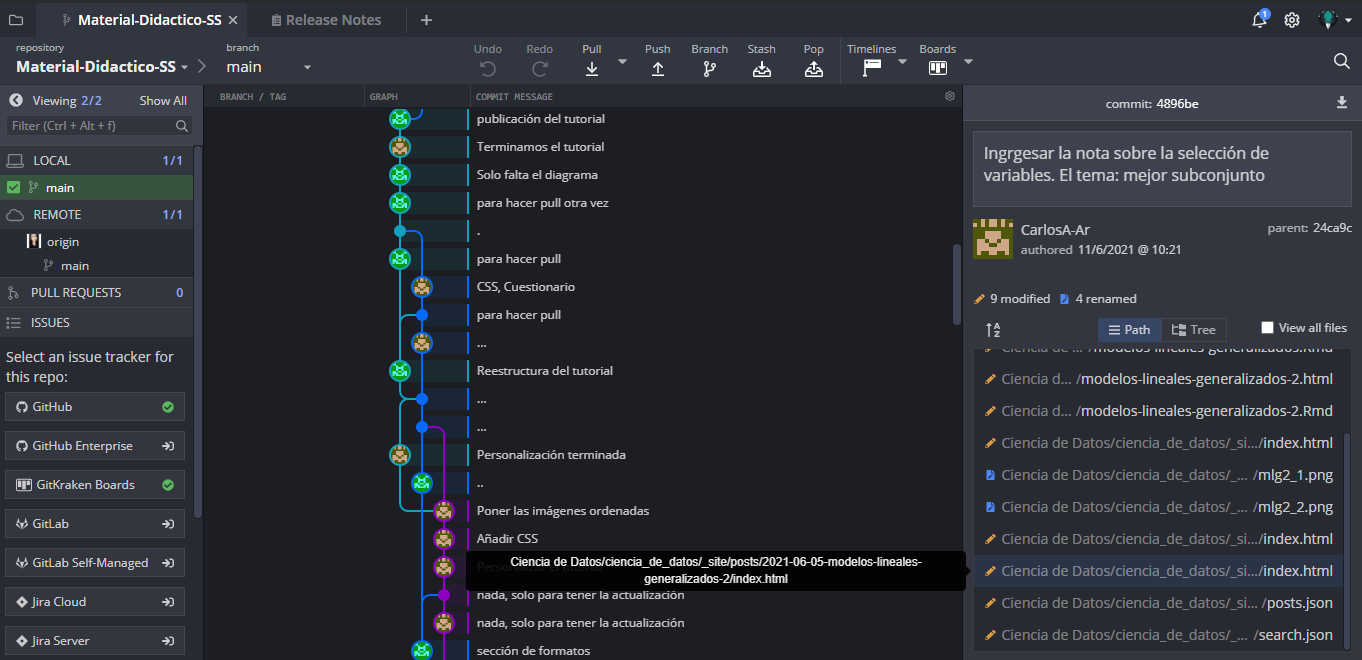 Material-Didactico-SS
Release Notes
1
repository
Material-Didactico-SS
branch
main
Undo
Redo
Pull
Push
Branch
Stash
Pop
Timelines
Boards
Viewing 2/2
Show All
Filter (Ctrl + Alt + f)
LOCAL
1/1
main
REMOTE
1/1
origin
main
PULL REQUESTS
0
ISSUES
Select an issue tracker for
this repo:
GitHub
GitHub Enterprise
GitKraken Boards
GitLab
GitLab Self-Managed
Jira Cloud
Jira Server
BRANCH / TAG
GRAPH
COMMIT MESSAGE
publicación del tutorial
Terminamos el tutorial
Solo falta el diagrama
para hacer pull otra vez
.
para hacer pull
CSS, Cuestionario
para hacer pull
...
Reestructura del tutorial
...
...
Personalización terminada
..
Poner las imágenes ordenadas
Añadir CSS
Ciencia de Datos/ciencia_de_datos/_site/posts/2021-06-05-modelos-lineales-
generalizados-2/index.html
nada, solo para tener la actualización
nada, solo para tener la actualización
sección de formatos
commit: 4896be
Ingrgesar la nota sobre la selección de
variables. El tema: mejor subconjunto
CarlosA-Ar
parent: 24ca9c
authored 11/6/2021 @ 10:21
9 modified
4 renamed
Path
Tree
View all files
Ciencia de ... /modelos-lineales-generalizados.Rmd
Ciencia d... /modelos-lineales-generalizados-2.html
Ciencia d... /modelos-lineales-generalizados-2.Rmd
Ciencia de Datos/ciencia_de_datos/_si.../index.html
Ciencia de Datos/ciencia_de_datos/_... /mlg2_1.png
Ciencia de Datos/ciencia_de_datos/_... /mlg2_2.png
Ciencia de Datos/ciencia_de_datos/_si.../index.html
Ciencia de Datos/ciencia_de_datos/_si.../index.html
Ciencia de Datos/ciencia_de_datos/_si... /posts.json
Ciencia de Datos/ciencia_de_datos/_... /search.json